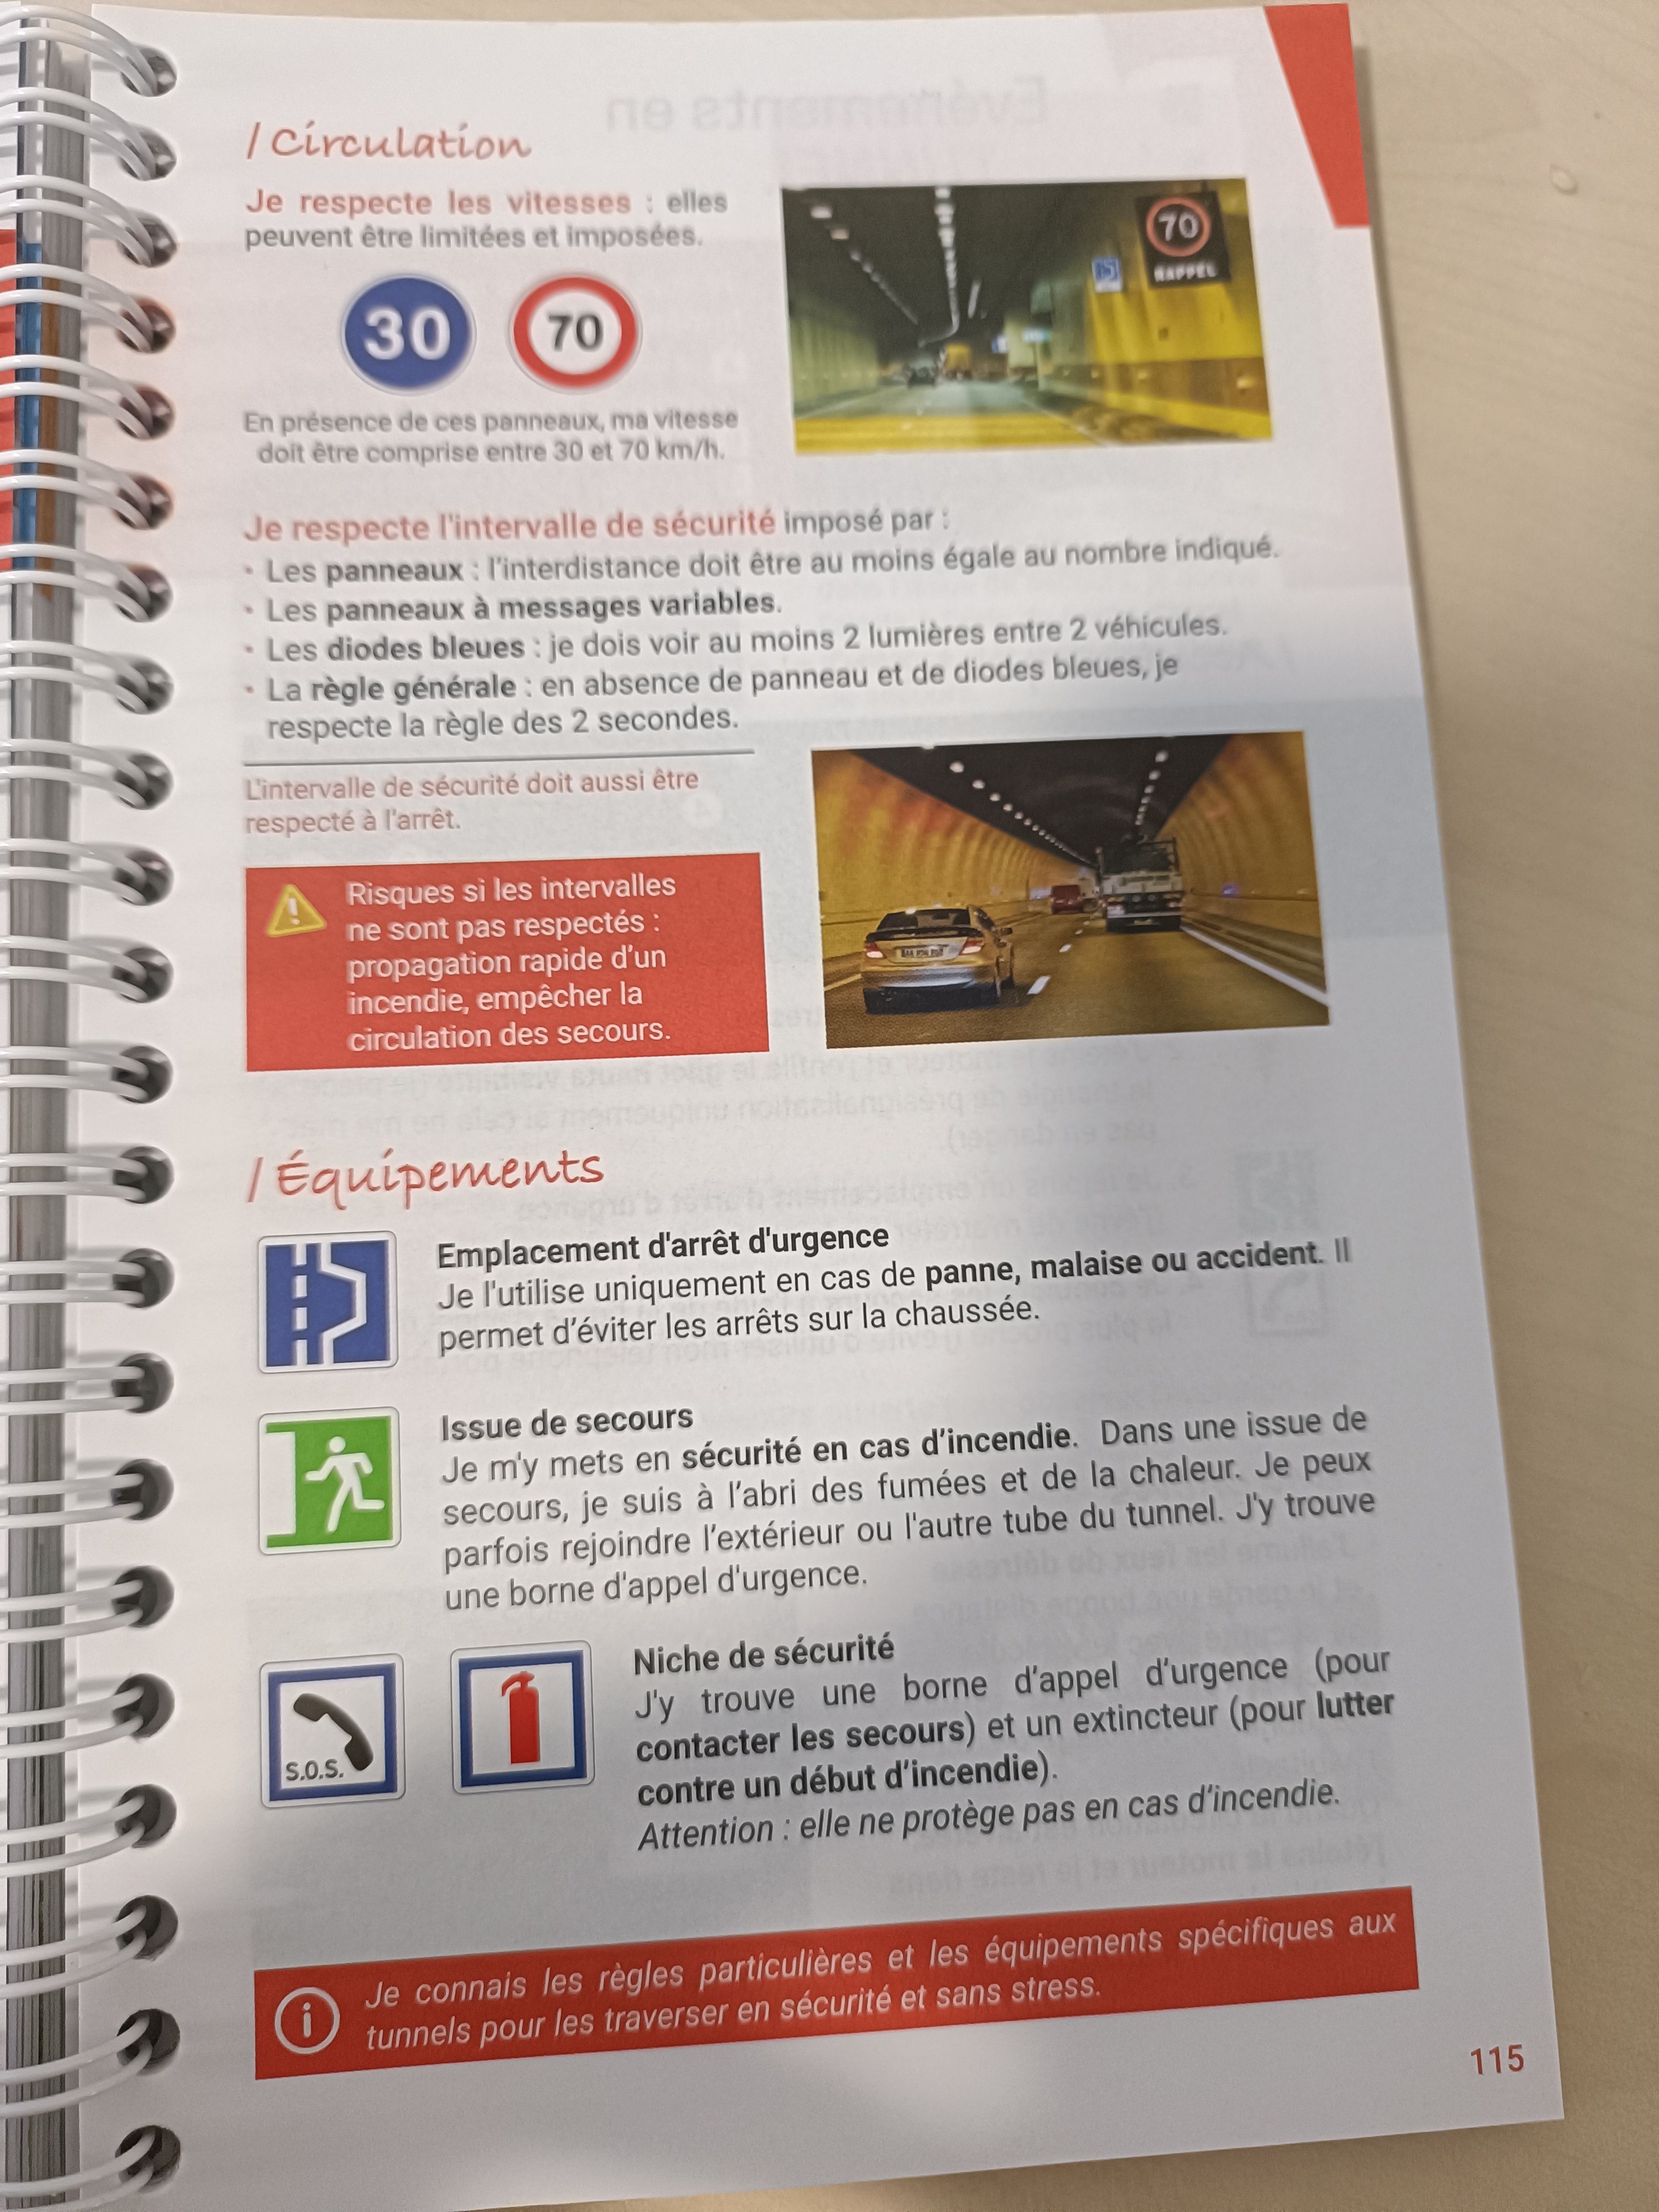 / Circulation
Je respecte les vitesses : elles
peuvent être limitées et imposées.
30
70
70
RAPPEL
En présence de ces panneaux, ma vitesse
doit être comprise entre 30 et 70 km/h.
Je respecte l'intervalle de sécurité imposé par :
• Les panneaux : l'interdistance doit être au moins égale au nombre indiqué.
• Les panneaux à messages variables.
• Les diodes bleues : je dois voir au moins 2 lumières entre 2 véhicules.
• La règle générale : en absence de panneau et de diodes bleues, je
respecte la règle des 2 secondes.
L'intervalle de sécurité doit aussi être
respecté à l'arrêt.
Risques si les intervalles
ne sont pas respectés :
propagation rapide d'un
incendie, empêcher la
circulation des secours.
/ Équipements
Emplacement d'arrêt d'urgence
Je l'utilise uniquement en cas de panne, malaise ou accident. Il
permet d'éviter les arrêts sur la chaussée.
Issue de secours
Je m'y mets en sécurité en cas d'incendie. Dans une issue de
secours, je suis à l'abri des fumées et de la chaleur. Je peux
parfois rejoindre l'extérieur ou l'autre tube du tunnel. J'y trouve
une borne d'appel d'urgence.
S.O.S.
Niche de sécurité
J'y trouve une borne d'appel d'urgence (pour
contacter les secours) et un extincteur (pour lutter
contre un début d'incendie).
Attention : elle ne protège pas en cas d'incendie.
Je connais les règles particulières et les équipements spécifiques aux
tunnels pour les traverser en sécurité et sans stress.
115